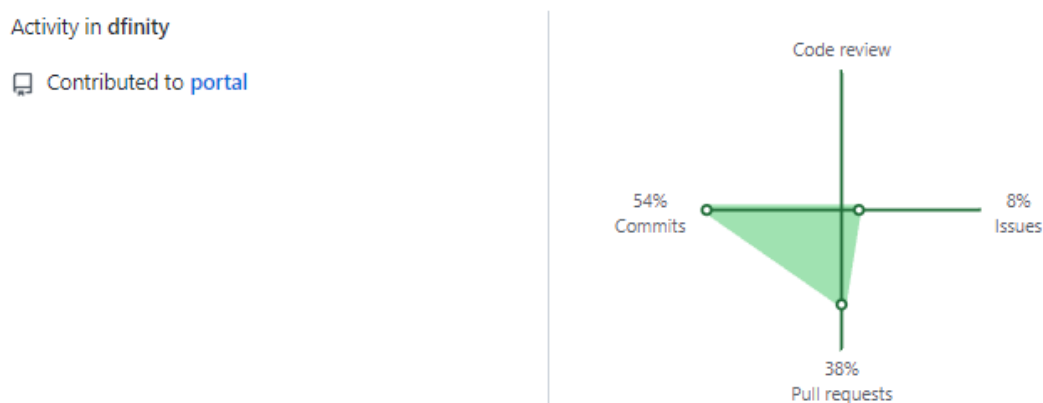 Activity in dfinity
Contributed to portal
Code review
54%
Commits
8%
Issues
38%
Pull requests